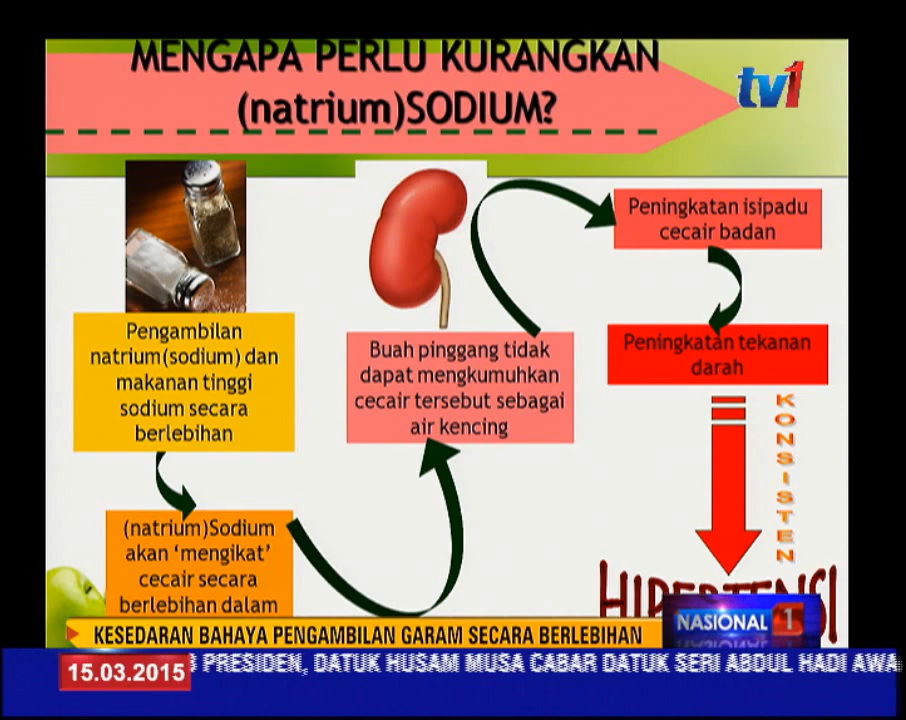 MENGAPA PERLU KURANGKAN
(natrium)SODIUM?
tv1
Pengambilan
natrium(sodium) dan
makanan tinggi
sodium secara
berlebihan
(natrium)Sodium
akan ‘mengikat’
cecair secara
berlebihan dalam
Buah pinggang tidak
dapat mengkumuhkan
cecair tersebut sebagai
air kencing
Peningkatan isipadu
cecair badan
Peningkatan tekanan
darah
KONSISTEN
HIPERTENSI
KESEDARAN BAHAYA PENGAMBILAN GARAM SECARA BERLEBIHAN
NASIONAL 1
15.03.2015
PRESIDEN, DATUK HUSAM MUSA CABAR DATUK SERI ABDUL HADI AWA